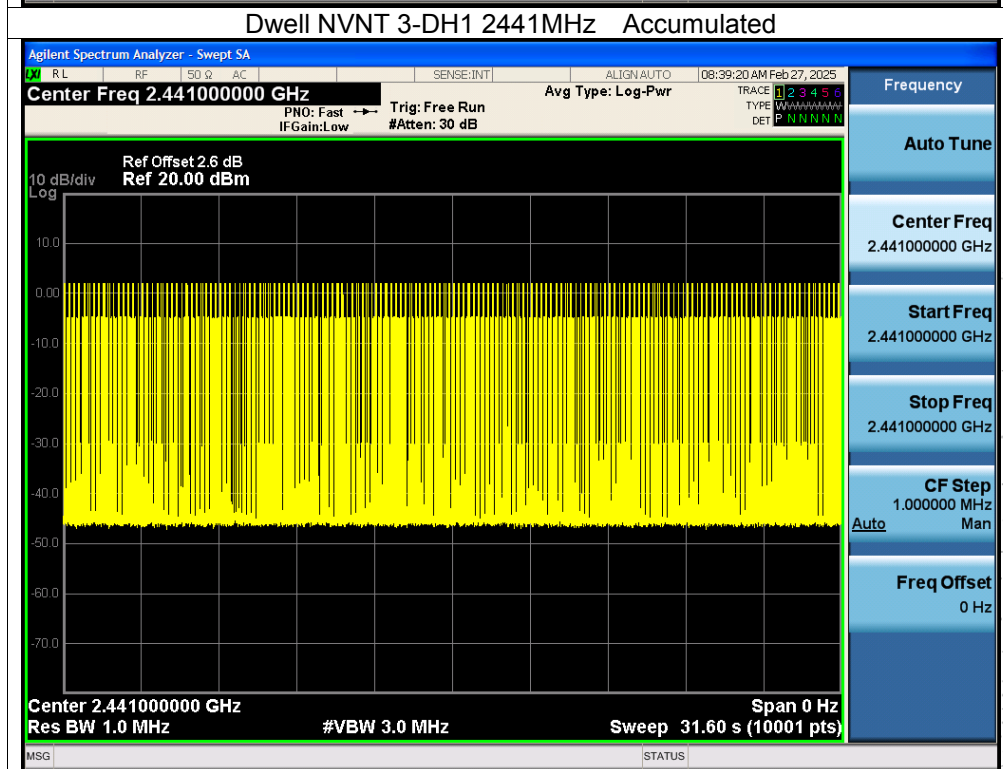 Dwell NVNT 3-DH1 2441MHz Accumulated
Agilent Spectrum Analyzer - Swept SA
LXI RL RF 50 Ω AC SENSE:INT ALIGN AUTO 08:39:20 AM Feb 27, 2025
Center Freq 2.441000000 GHz
PNO: Fast
IFGain:Low
Trig: Free Run
#Atten: 30 dB
Avg Type: Log-Pwr
TRACE 1 2 3 4 5 6
TYPE
DET P N N N N N
Frequency
Auto Tune
Center Freq
2.441000000 GHz
Start Freq
2.441000000 GHz
Stop Freq
2.441000000 GHz
CF Step
1.000000 MHz
Auto Man
Freq Offset
0 Hz
Ref Offset 2.6 dB
10 dB/div Ref 20.00 dBm
Log
10.0
0.00
-10.0
-20.0
-30.0
-40.0
-50.0
-60.0
-70.0
Center 2.441000000 GHz Span 0 Hz
Res BW 1.0 MHz #VBW 3.0 MHz Sweep 31.60 s (10001 pts)
MSG STATUS